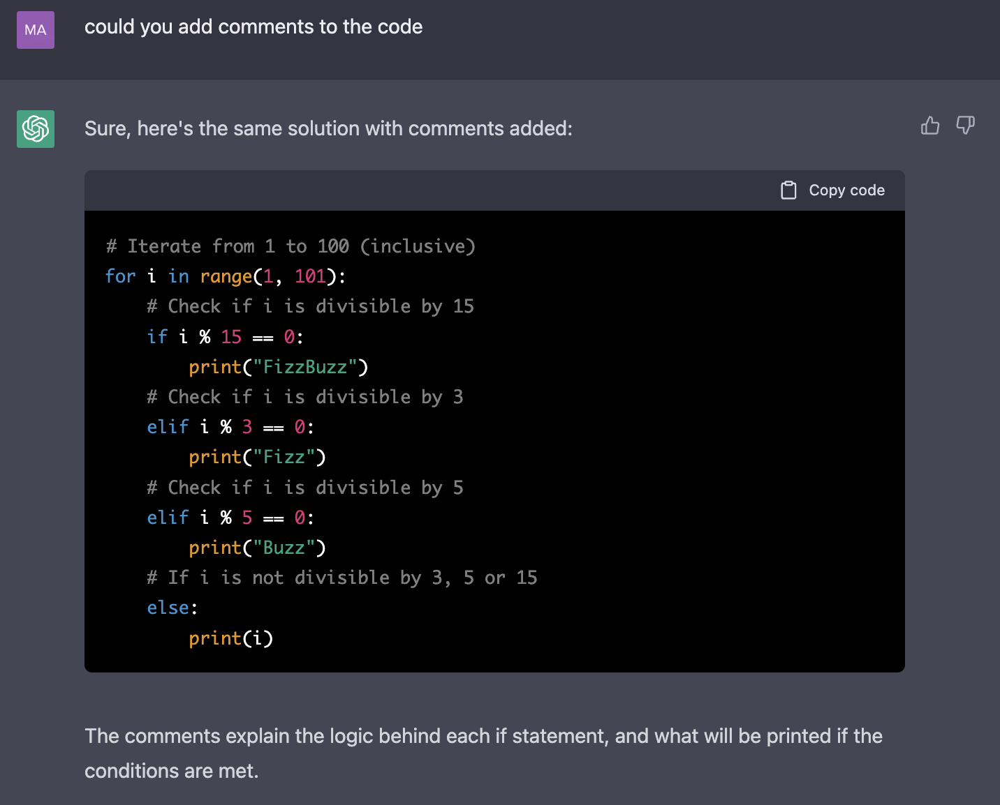 MA
could you add comments to the code
Sure, here's the same solution with comments added:
Copy code
# Iterate from 1 to 100 (inclusive)
for i in range(1, 101):
    # Check if i is divisible by 15
    if i % 15 == 0:
        print("FizzBuzz")
    # Check if i is divisible by 3
    elif i % 3 == 0:
        print("Fizz")
    # Check if i is divisible by 5
    elif i % 5 == 0:
        print("Buzz")
    # If i is not divisible by 3, 5 or 15
    else:
        print(i)
The comments explain the logic behind each if statement, and what will be printed if the
conditions are met.